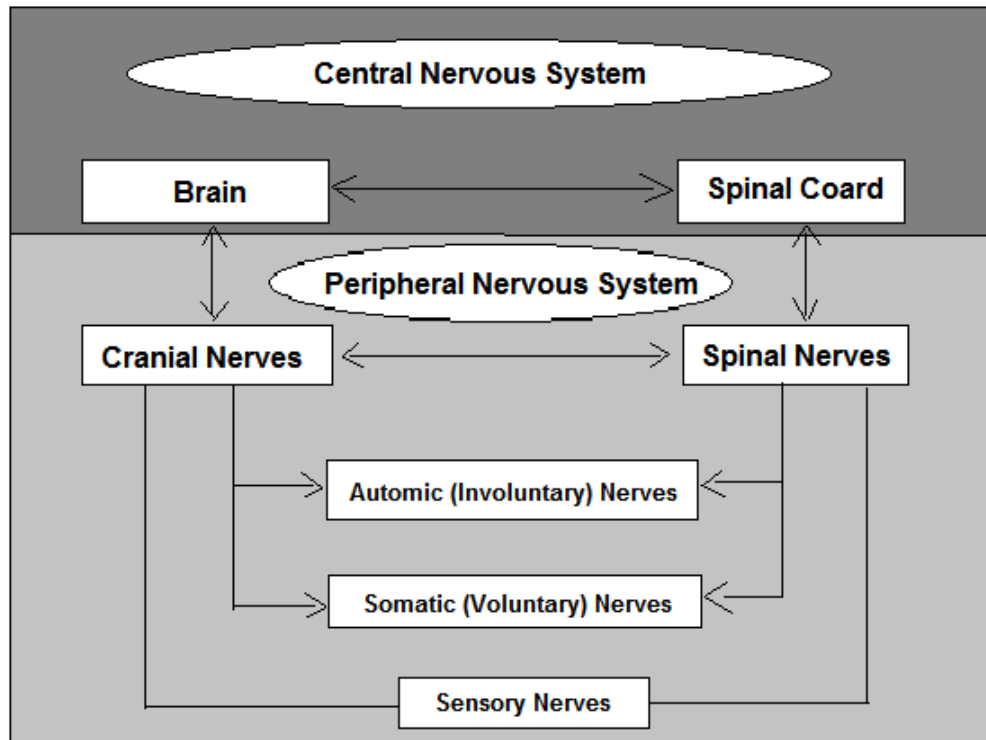 Central Nervous System
Brain
Spinal Coard
Peripheral Nervous System
Cranial Nerves
Spinal Nerves
Automic (Involuntary) Nerves
Somatic (Voluntary) Nerves
Sensory Nerves